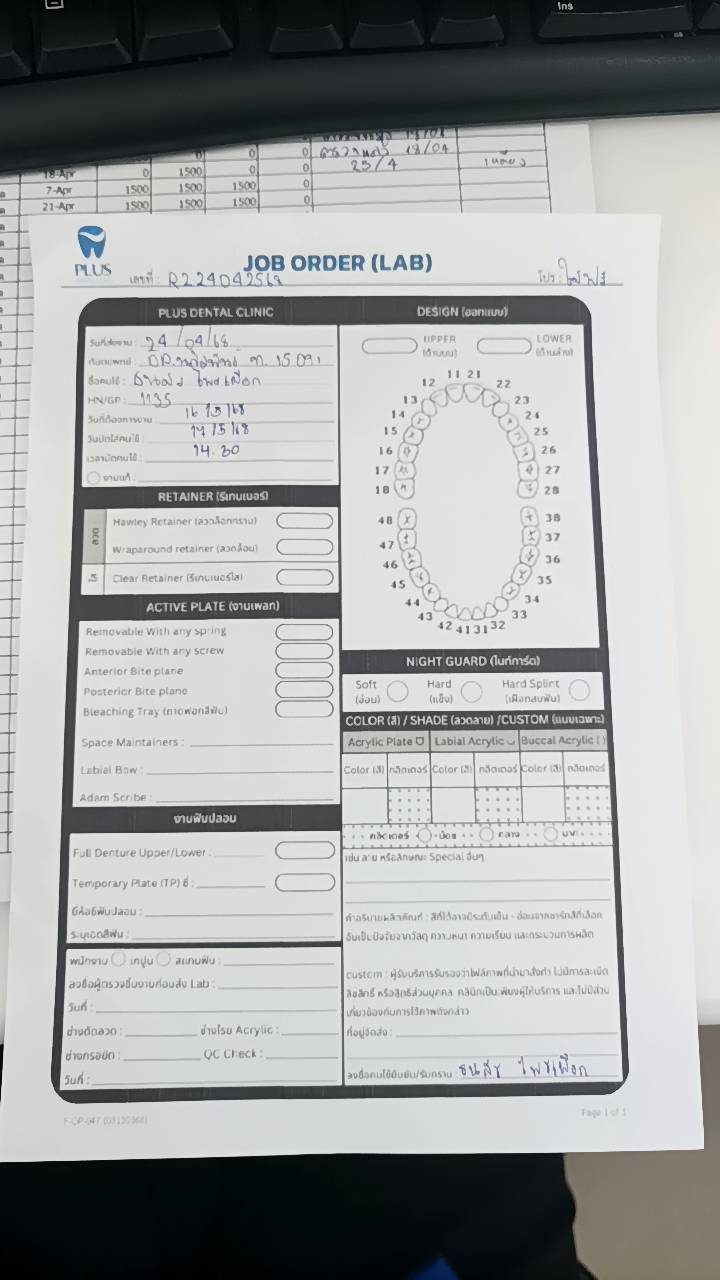 Ins
18-Apr 0 1500 0 0 18/04
7-Apr 1500 1500 1500 0 23/4
21-Apr 1500 1500 1500 0
PLUS
JOB ORDER (LAB)
เลขที่ : R224042568
โปร :
PLUS DENTAL CLINIC
วันที่ส่งงาน : 24 /04/68
ทันตแพทย์ : DR.
ชื่อคนไข้ :
HN/GP : 1135
วันที่ต้องการงาน : 16 /5 /68
วันนัดใส่คนไข้ : 17 /5 /68
เวลานัดคนไข้ : 14.30
งานแก้ :
RETAINER (รีเทนเนอร์)
ลวด
Hawley Retainer (ลวดล็อกกราม)
Wraparound retainer (ลวดอ้อม)
ใส
Clear Retainer (รีเทนเนอร์ใส)
ACTIVE PLATE (งานเพลท)
Removable With any spring
Removable With any screw
Anterior Bite plane
Posterior Bite plane
Bleaching Tray (ถาดฟอกสีฟัน)
Space Maintainers :
Labial Bow :
Adam Scribe :
งานฟันปลอม
Full Denture Upper/Lower :
Temporary Plate (TP) ซี่ :
ยี่ห้อซี่ฟันปลอม :
ระบุเฉดสีฟัน :
พนักงาน เทปูน สแกนฟัน :
ลงชื่อผู้ตรวจชิ้นงานก่อนส่ง Lab :
วันที่ :
ช่างดัดลวด : ช่างโรย Acrylic :
ช่างกรอขัด : QC Check :
วันที่ :
DESIGN (ออกแบบ)
UPPER
(ด้านบน)
LOWER
(ด้านล่าง)
11 21
12 22
13 23
14 24
15 25
16 26
17 27
18 28
48 38
47 37
46 36
45 35
44 34
43 33
42 41 31 32
NIGHT GUARD (ไนท์การ์ด)
Soft
(อ่อน)
Hard
(แข็ง)
Hard Splint
(เฝือกสบฟัน)
COLOR (สี) / SHADE (ลวดลาย) /CUSTOM (แบบเฉพาะ)
Acrylic Plate Labial Acrylic Buccal Acrylic ( )
Color (สี) กลิตเตอร์ Color (สี) กลิตเตอร์ Color (สี) กลิตเตอร์
กลิตเตอร์ น้อย กลาง มาก
เช่น ลาย หรือลักษณะ Special อื่นๆ
คำอธิบายผลิตภัณฑ์ : สีที่ได้อาจมีระดับเข้ม - อ่อนจากชาร์ทสีที่เลือก
อันเป็นปัจจัยจากวัสดุ ความหนา ความเรียบ และกระบวนการผลิต
custom : ผู้รับบริการรับรองว่าไฟล์ภาพที่นำมาสั่งทำ ไม่มีการละเมิด
ลิขสิทธิ์ หรือสิทธิส่วนบุคคล คลินิกเป็นเพียงผู้ให้บริการ และไม่มีส่วน
เกี่ยวข้องกับการใช้ภาพดังกล่าว
ที่อยู่จัดส่ง :
ลงชื่อคนไข้ยืนยัน/รับทราบ :
F-OP-047 (03150368)
Page 1 of 1